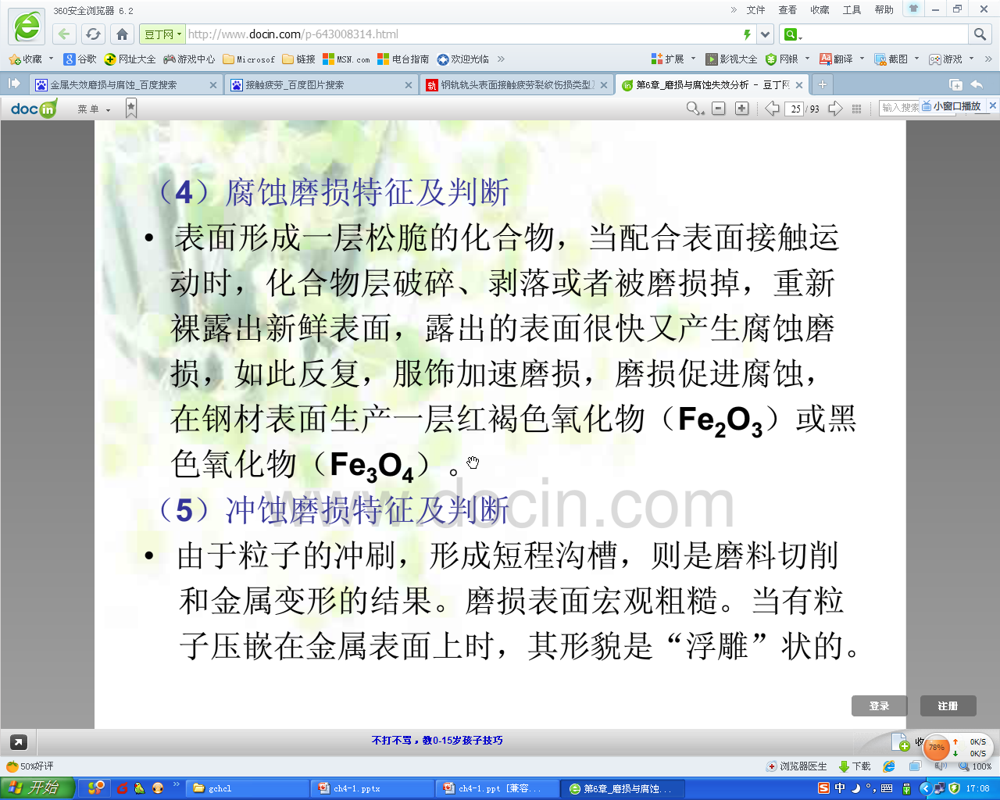 360安全浏览器 6.2
» 文件 查看 收藏 工具 帮助
豆丁网 http://www.docin.com/p-643008314.html
收藏 谷歌 网址大全 游戏中心 Microsof 链接 MSN.com 电台指南 欢迎光临 » 扩展 影视大全 网银 翻译 截图 游戏 »
金属失效磨损与腐蚀_百度搜索 接触疲劳_百度图片搜索 钢轨轨头表面接触疲劳裂纹伤损类型及 第6章_磨损与腐蚀失效分析 - 豆丁网
docin 菜单 25 / 93 输入搜索 小窗口播放
（4）腐蚀磨损特征及判断
• 表面形成一层松脆的化合物，当配合表面接触运
动时，化合物层破碎、剥落或者被磨损掉，重新
裸露出新鲜表面，露出的表面很快又产生腐蚀磨
损，如此反复，服饰加速磨损，磨损促进腐蚀，
在钢材表面生产一层红褐色氧化物（Fe2O3）或黑
色氧化物（Fe3O4）。
www.docin.com
（5）冲蚀磨损特征及判断
• 由于粒子的冲刷，形成短程沟槽，则是磨料切削
和金属变形的结果。磨损表面宏观粗糙。当有粒
子压嵌在金属表面上时，其形貌是“浮雕”状的。
登录 注册
不打不骂，教0-15岁孩子技巧
收
78% 0K/S
0K/S
50%好评 浏览器医生 下载 100%
开始 » gchcl ch4-1.pptx ch4-1.ppt [兼容... 第6章_磨损与腐蚀... 中 17:08